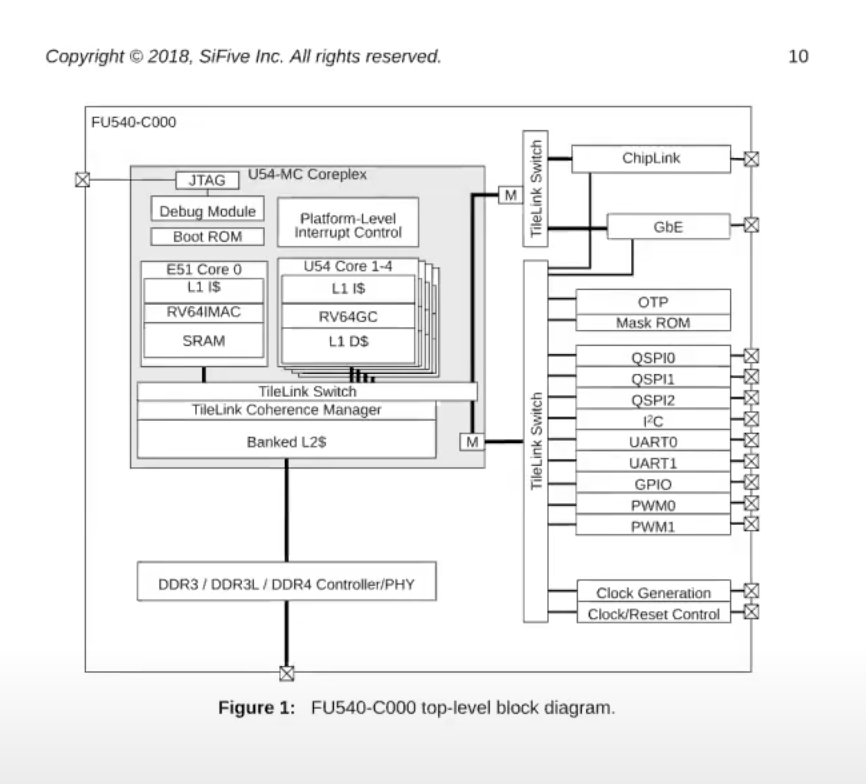 Copyright © 2018, SiFive Inc. All rights reserved.
10
FU540-C000
U54-MC Coreplex
JTAG
Debug Module
Boot ROM
Platform-Level
Interrupt Control
E51 Core 0
L1 I$
RV64IMAC
SRAM
U54 Core 1-4
L1 I$
RV64GC
L1 D$
TileLink Switch
TileLink Coherence Manager
Banked L2$
M
M
DDR3 / DDR3L / DDR4 Controller/PHY
TileLink Switch
TileLink Switch
ChipLink
GbE
OTP
Mask ROM
QSPI0
QSPI1
QSPI2
I²C
UART0
UART1
GPIO
PWM0
PWM1
Clock Generation
Clock/Reset Control
Figure 1: FU540-C000 top-level block diagram.